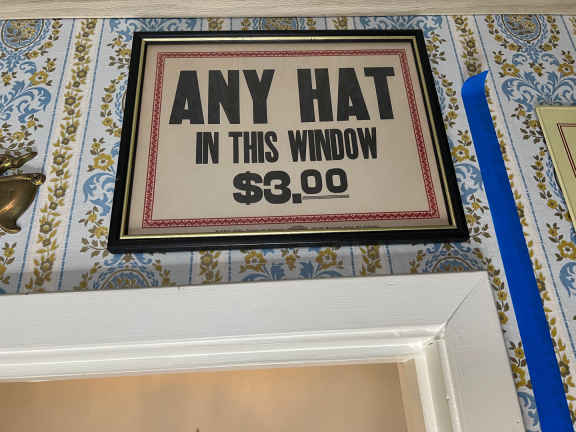 ANY HAT
IN THIS WINDOW
$3.00